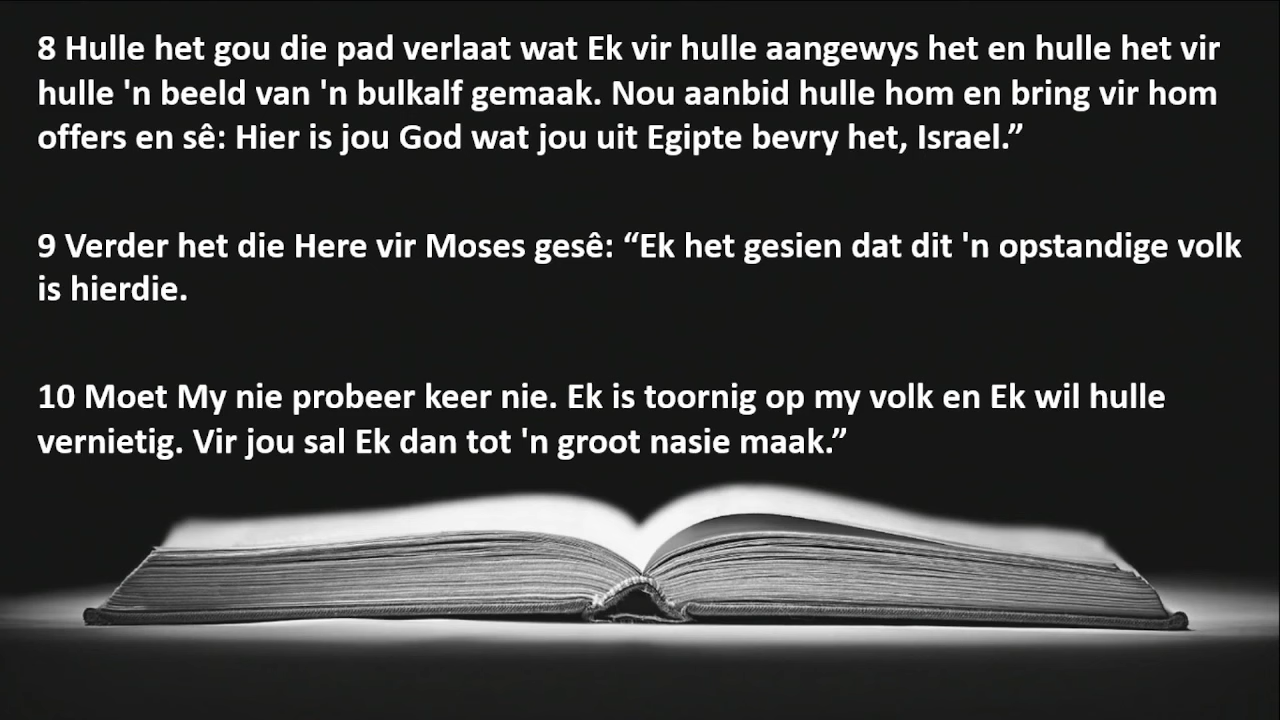 8 Hulle het gou die pad verlaat wat Ek vir hulle aangewys het en hulle het vir
hulle 'n beeld van 'n bulkalf gemaak. Nou aanbid hulle hom en bring vir hom
offers en sê: Hier is jou God wat jou uit Egipte bevry het, Israel.”
9 Verder het die Here vir Moses gesê: “Ek het gesien dat dit 'n opstandige volk
is hierdie.
10 Moet My nie probeer keer nie. Ek is toornig op my volk en Ek wil hulle
vernietig. Vir jou sal Ek dan tot 'n groot nasie maak.”